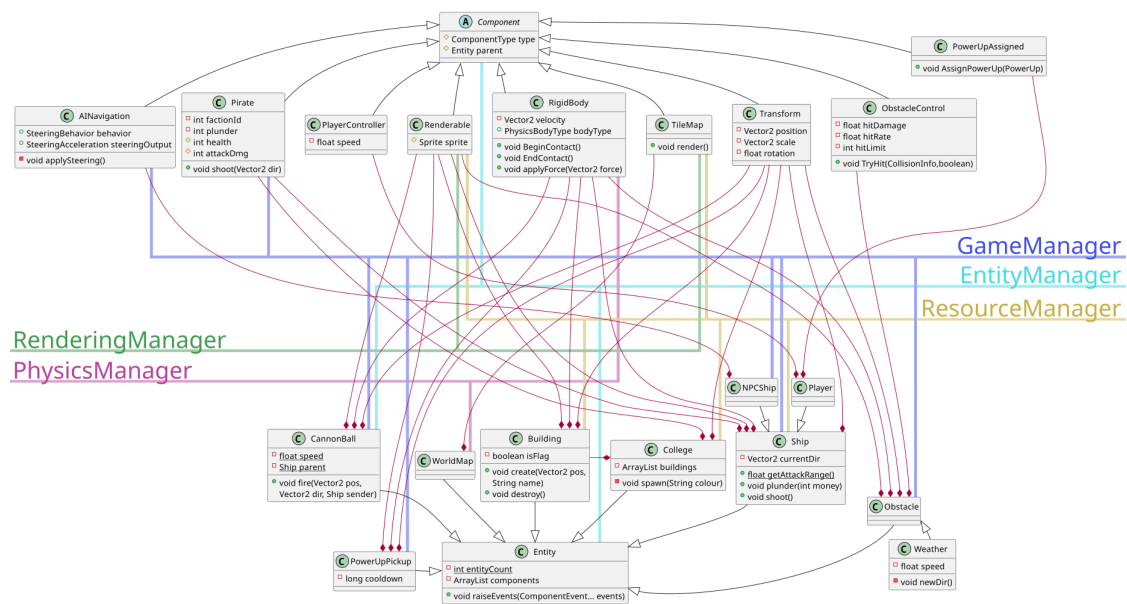 A Component
ComponentType type
Entity parent
C PowerUpAssigned
void AssignPowerUp(PowerUp)
C AINavigation
SteeringBehavior behavior
SteeringAcceleration steeringOutput
void applySteering()
C Pirate
int factionId
int plunder
int health
int attackDmg
void shoot(Vector2 dir)
C PlayerController
float speed
C Renderable
Sprite sprite
C RigidBody
Vector2 velocity
PhysicsBodyType bodyType
void BeginContact()
void EndContact()
void applyForce(Vector2 force)
C TileMap
void render()
C Transform
Vector2 position
Vector2 scale
float rotation
C ObstacleControl
float hitDamage
float hitRate
int hitLimit
void TryHit(CollisionInfo,boolean)
GameManager
EntityManager
ResourceManager
RenderingManager
PhysicsManager
C NPCShip
C Player
C CannonBall
float speed
Ship parent
void fire(Vector2 pos,
Vector2 dir, Ship sender)
C WorldMap
C Building
boolean isFlag
void create(Vector2 pos,
String name)
void destroy()
C College
ArrayList buildings
void spawn(String colour)
C Ship
Vector2 currentDir
float getAttackRange()
void plunder(int money)
void shoot()
C Obstacle
C PowerUpPickup
long cooldown
C Entity
int entityCount
ArrayList components
void raiseEvents(ComponentEvent... events)
C Weather
float speed
void newDir()